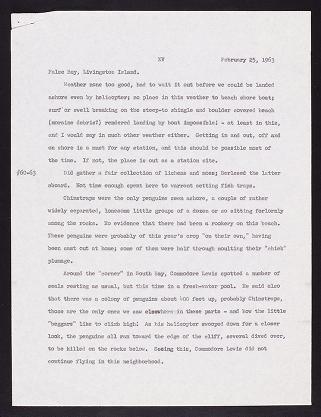 XV February 25, 1963
False Bay, Livingston Island.
Weather none too good, had to wait it out before we could be landed
ashore even by helicopter; no place in this weather to beach shore boat;
surf or swell breaking on the steep-to shingle and boulder covered beach
(moraine debris?) rendered landing by boat impossible! - at least in this,
and I would say in much other weather either. Getting in and out, off and
on shore is a must for any station, and this should be possible most of
the time. If not, the place is out as a station site.
#60-63 Did gather a fair collection of lichens and moss; Berleesed the latter
aboard. Not time enough spent here to warrant setting fish traps.
Chinstraps were the only penguins seen ashore, a couple of rather
widely separated, lonesome little groups of a dozen or so sitting forlornly
among the rocks. No evidence that there had been a rookery on this beach.
These penguins were probably of this year's crop "on their own," having
been cast out at home; some of them were half through moulting their "chick"
plumage.
Around the "corner" in South Bay, Commodore Lewis spotted a number of
seals resting as usual, but this time in a fresh-water pool. He said also
that there was a colony of penguins about 400 feet up, probably Chinstraps,
those are the only ones we saw elsewhere in these parts - and how the little
"beggars" like to climb high! As his helicopter swooped down for a closer
look, the penguins all ran toward the edge of the cliff, several dived over,
to be killed on the rocks below. Seeing this, Commodore Lewis did not
continue flying in this neighborhood.